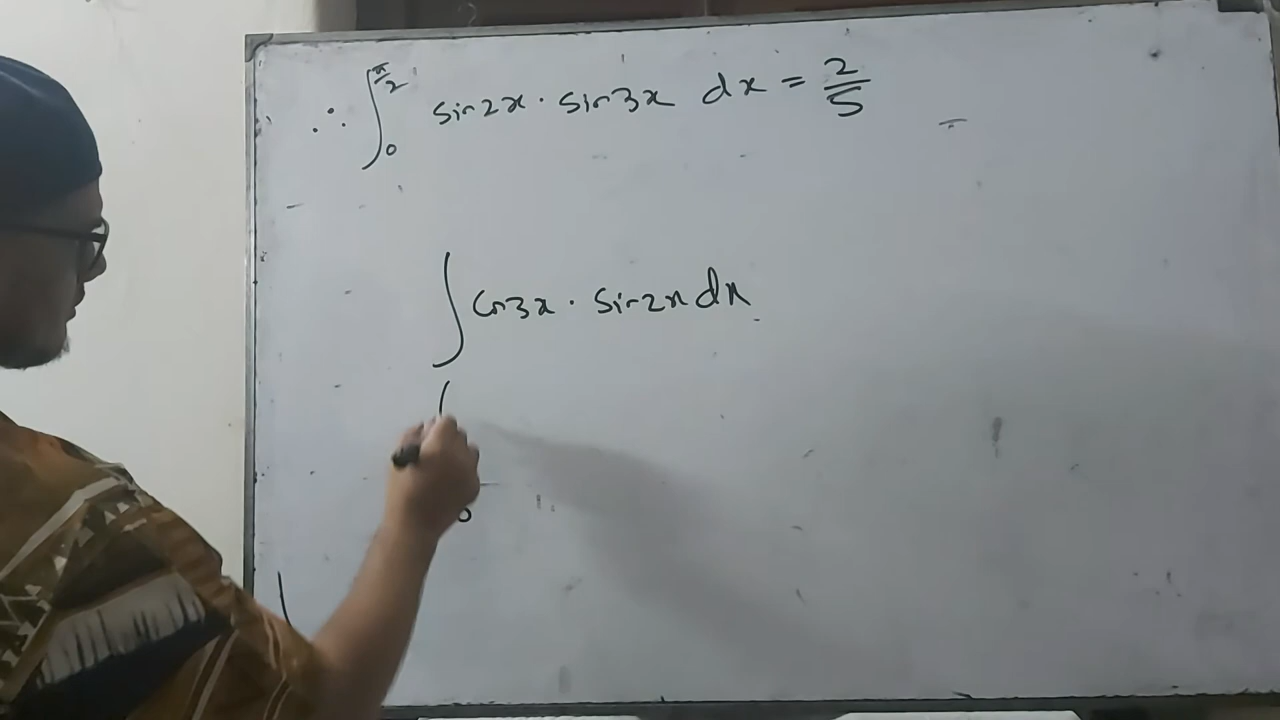 ∴ ∫₀^(π/2) sin2x · sin3x dx = 2/5
∫ cos3x · sin2x dx
∫